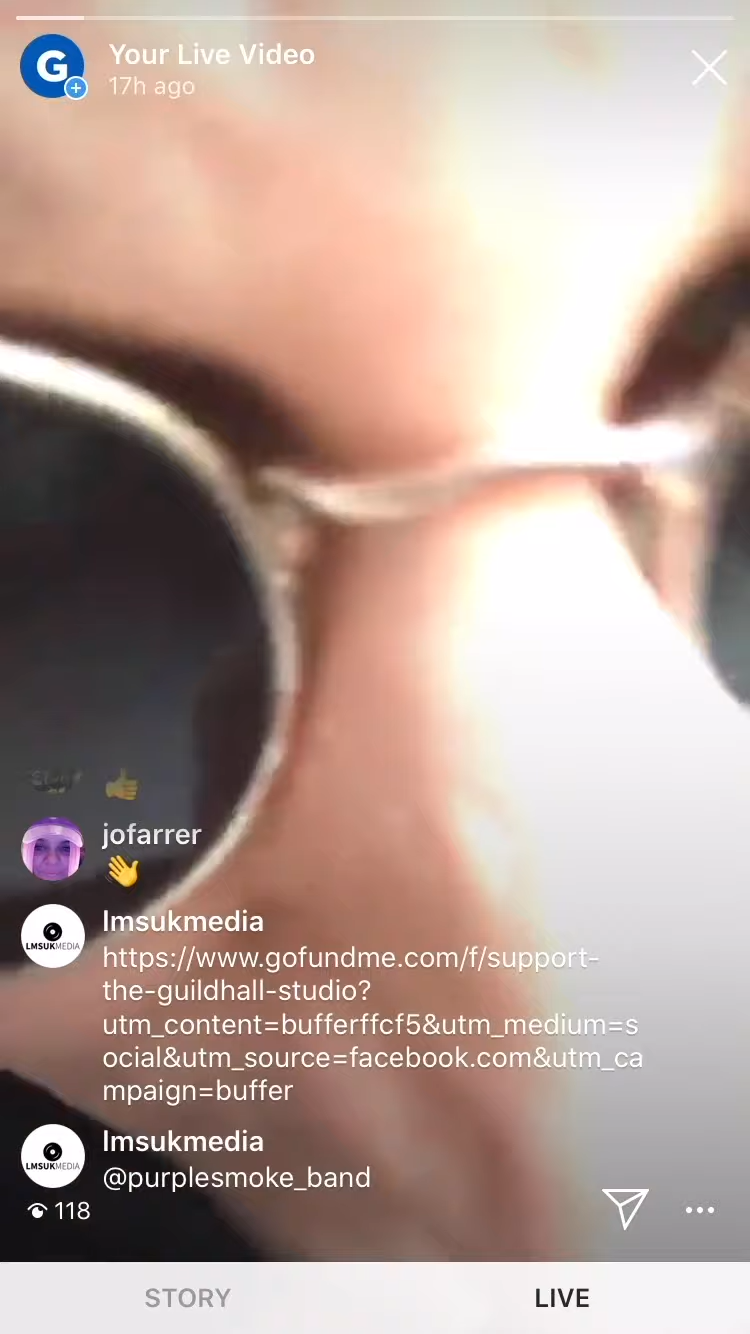 G
Your Live Video
17h ago
jofarrer
👋
lmsukmedia
LMSUKMEDIA
https://www.gofundme.com/f/support-
the-guildhall-studio?
utm_content=bufferffcf5&utm_medium=s
ocial&utm_source=facebook.com&utm_ca
mpaign=buffer
lmsukmedia
LMSUKMEDIA
@purplesmoke_band
118
STORY
LIVE